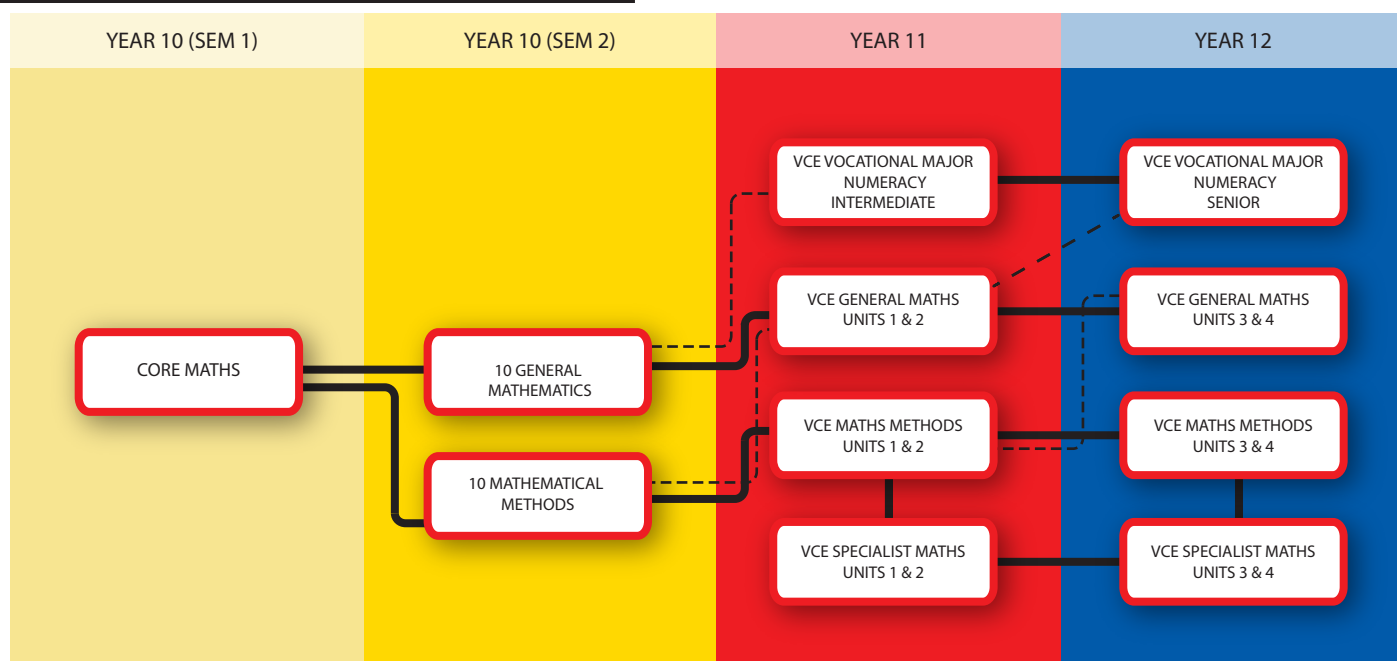 YEAR 10 (SEM 1)
YEAR 10 (SEM 2)
YEAR 11
YEAR 12
CORE MATHS
10 GENERAL
MATHEMATICS
10 MATHEMATICAL
METHODS
VCE VOCATIONAL MAJOR
NUMERACY
INTERMEDIATE
VCE GENERAL MATHS
UNITS 1 & 2
VCE MATHS METHODS
UNITS 1 & 2
VCE SPECIALIST MATHS
UNITS 1 & 2
VCE VOCATIONAL MAJOR
NUMERACY
SENIOR
VCE GENERAL MATHS
UNITS 3 & 4
VCE MATHS METHODS
UNITS 3 & 4
VCE SPECIALIST MATHS
UNITS 3 & 4